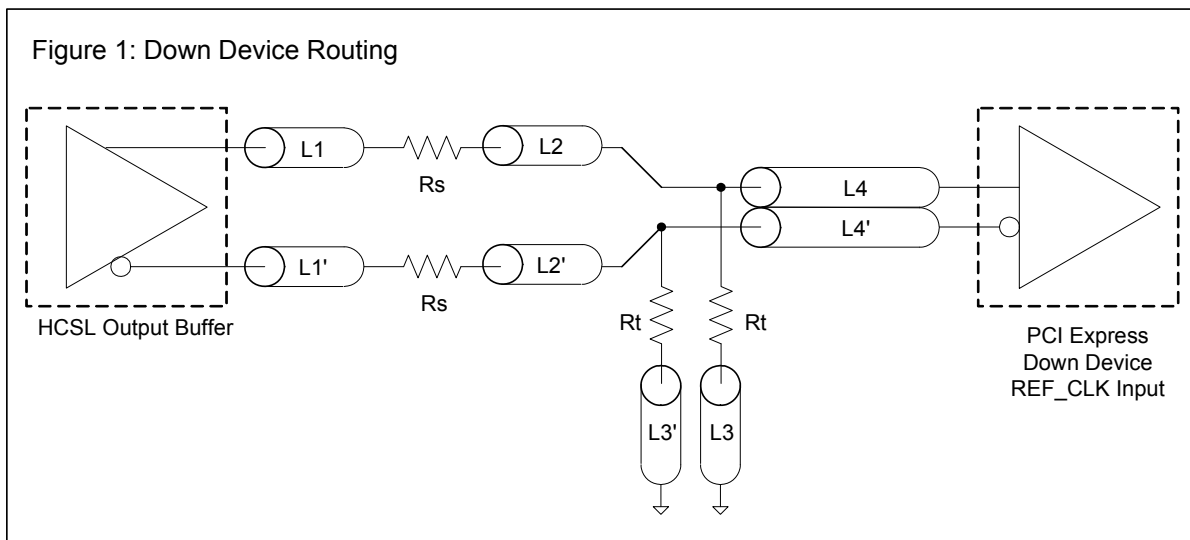 Figure 1: Down Device Routing
L1
L2
Rs
L4
L4'
L1'
L2'
Rs
HCSL Output Buffer
Rt
Rt
PCI Express
Down Device
REF_CLK Input
L3'
L3